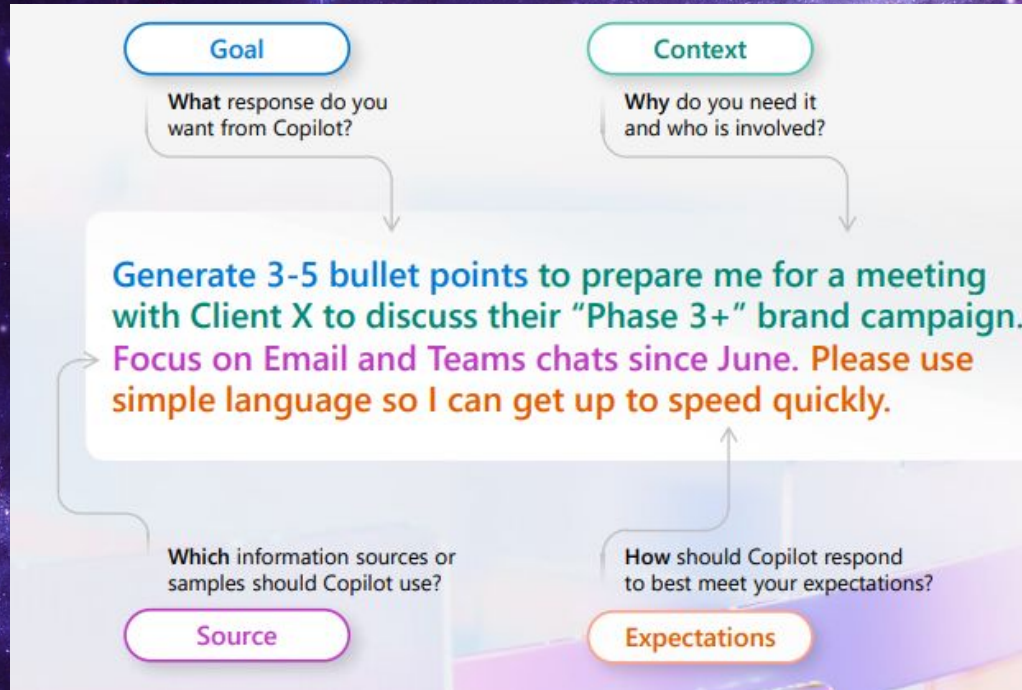 Goal
Context
What response do you
want from Copilot?
Why do you need it
and who is involved?
Generate 3-5 bullet points to prepare me for a meeting
with Client X to discuss their “Phase 3+” brand campaign.
Focus on Email and Teams chats since June. Please use
simple language so I can get up to speed quickly.
Which information sources or
samples should Copilot use?
How should Copilot respond
to best meet your expectations?
Source
Expectations